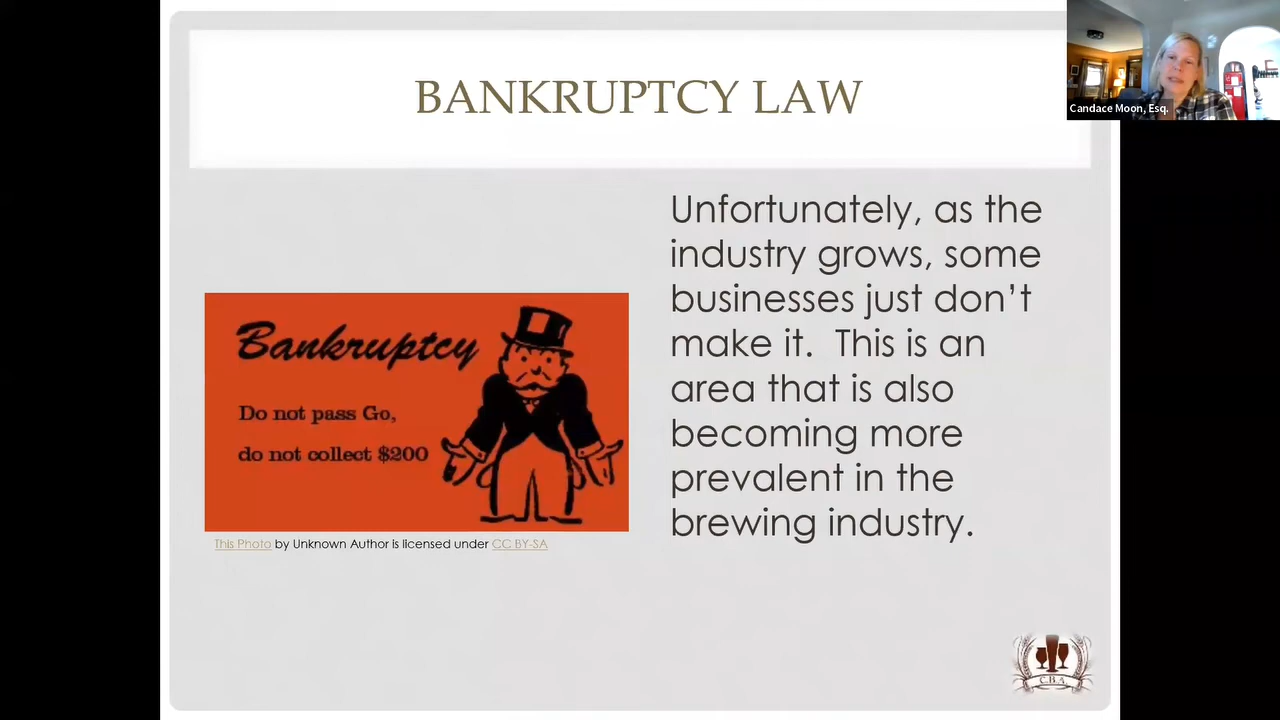 BANKRUPTCY LAW
Candace Moon, Esq.
Unfortunately, as the
industry grows, some
businesses just don’t
make it.  This is an
area that is also
becoming more
prevalent in the
brewing industry.
Bankruptcy
Do not pass Go,
do not collect $200
This Photo by Unknown Author is licensed under CC BY-SA
C.B.A.